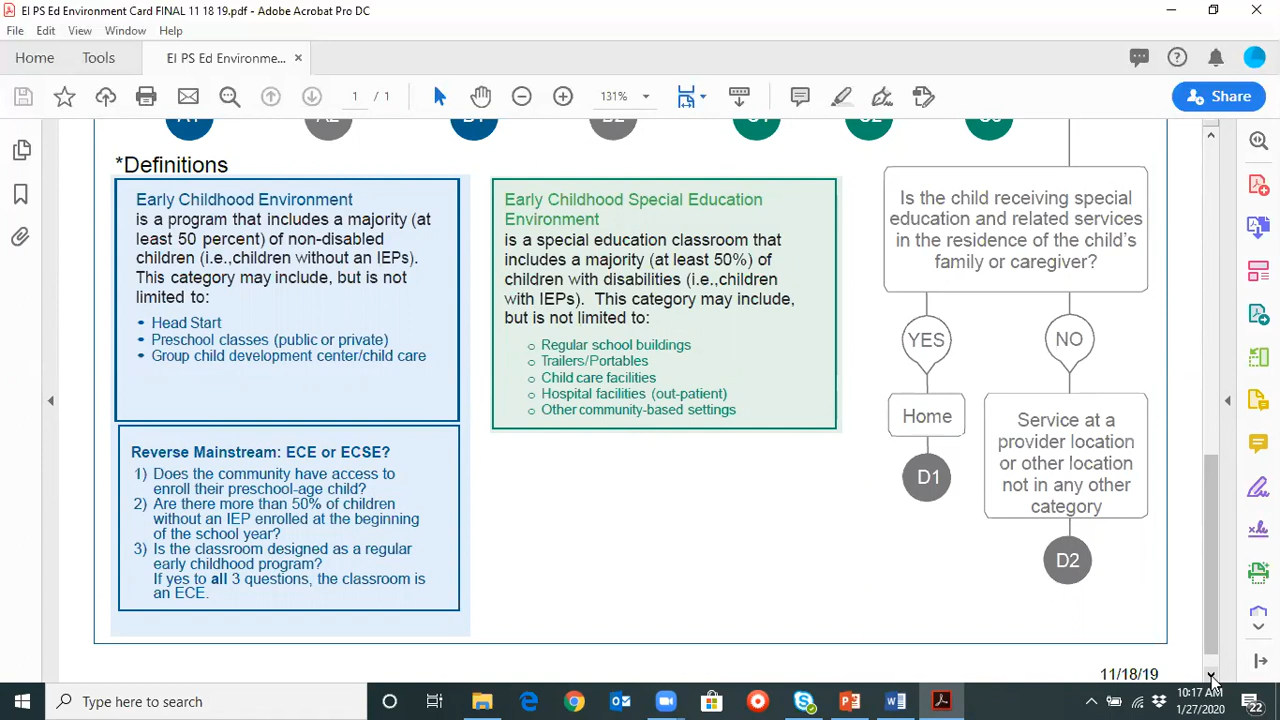 EI PS Ed Environment Card FINAL 11 18 19.pdf - Adobe Acrobat Pro DC
File Edit View Window Help
Home Tools EI PS Ed Environme... ×
1 / 1 131% Share
A1 A2 B1 B2 C1 C2 C3
*Definitions
Early Childhood Environment
is a program that includes a majority (at
least 50 percent) of non-disabled
children (i.e.,children without an IEPs).
This category may include, but is not
limited to:
• Head Start
• Preschool classes (public or private)
• Group child development center/child care
Reverse Mainstream: ECE or ECSE?
1) Does the community have access to
enroll their preschool-age child?
2) Are there more than 50% of children
without an IEP enrolled at the beginning
of the school year?
3) Is the classroom designed as a regular
early childhood program?
If yes to all 3 questions, the classroom is
an ECE.
Early Childhood Special Education
Environment
is a special education classroom that
includes a majority (at least 50%) of
children with disabilities (i.e.,children
with IEPs). This category may include,
but is not limited to:
o Regular school buildings
o Trailers/Portables
o Child care facilities
o Hospital facilities (out-patient)
o Other community-based settings
Is the child receiving special
education and related services
in the residence of the child's
family or caregiver?
YES
NO
Home
D1
Service at a
provider location
or other location
not in any other
category
D2
11/18/19
Type here to search
10:17 AM
1/27/2020
22